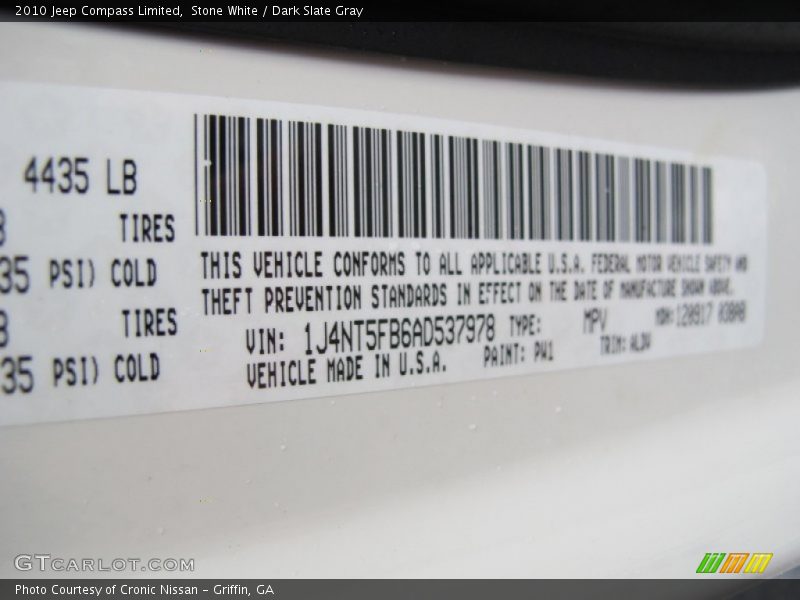 2010 Jeep Compass Limited, Stone White / Dark Slate Gray
4435 LB
TIRES
35 PSI) COLD
TIRES
35 PSI) COLD
THIS VEHICLE CONFORMS TO ALL APPLICABLE U.S.A. FEDERAL MOTOR VEHICLE SAFETY AND
THEFT PREVENTION STANDARDS IN EFFECT ON THE DATE OF MANUFACTURE SHOWN ABOVE.
VIN: 1J4NT5FB6AD537978 TYPE: MPV MDH: 120917
VEHICLE MADE IN U.S.A. PAINT: PW1 TRIM:
GTCARLOT.COM
Photo Courtesy of Cronic Nissan – Griffin, GA